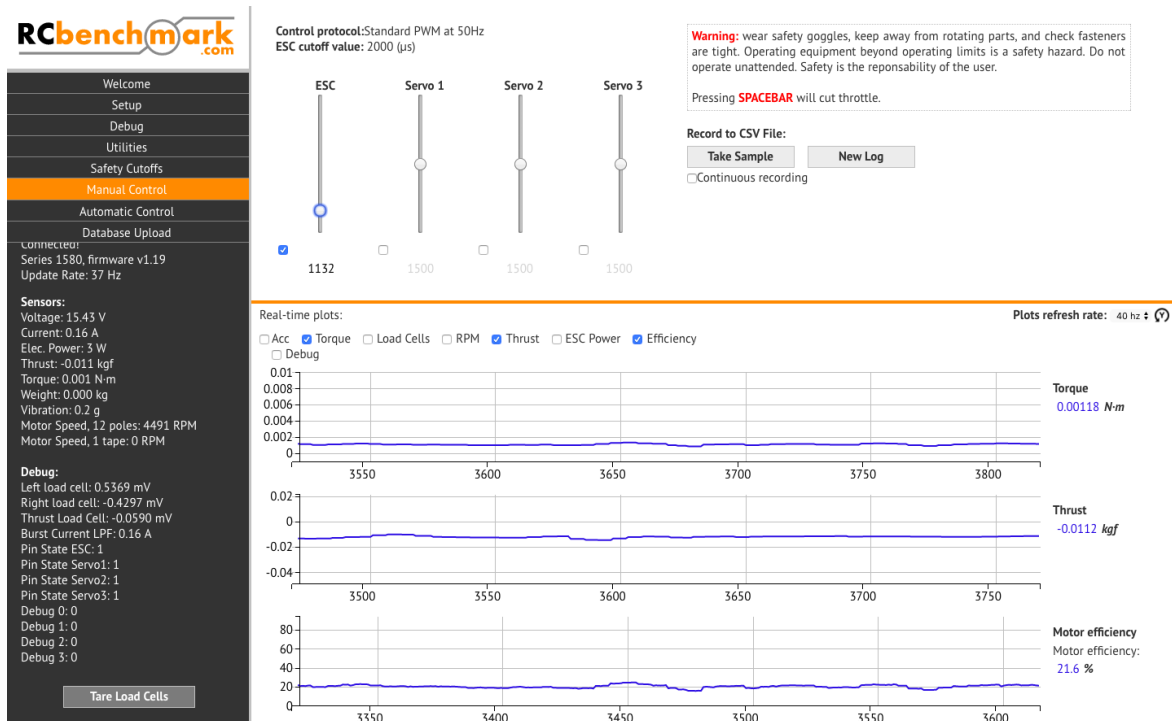 RCbenchmark
.com
Welcome
Setup
Debug
Utilities
Safety Cutoffs
Manual Control
Automatic Control
Database Upload
Connected!
Series 1580, firmware v1.19
Update Rate: 37 Hz
Sensors:
Voltage: 15.43 V
Current: 0.16 A
Elec. Power: 3 W
Thrust: -0.011 kgf
Torque: 0.001 N·m
Weight: 0.000 kg
Vibration: 0.2 g
Motor Speed, 12 poles: 4491 RPM
Motor Speed, 1 tape: 0 RPM
Debug:
Left load cell: 0.5369 mV
Right load cell: -0.4297 mV
Thrust Load Cell: -0.0590 mV
Burst Current LPF: 0.16 A
Pin State ESC: 1
Pin State Servo1: 1
Pin State Servo2: 1
Pin State Servo3: 1
Debug 0: 0
Debug 1: 0
Debug 2: 0
Debug 3: 0
Tare Load Cells
Control protocol:Standard PWM at 50Hz
ESC cutoff value: 2000 (µs)
ESC Servo 1 Servo 2 Servo 3
1132 1500 1500 1500
Warning: wear safety goggles, keep away from rotating parts, and check fasteners
are tight. Operating equipment beyond operating limits is a safety hazard. Do not
operate unattended. Safety is the reponsability of the user.
Pressing SPACEBAR will cut throttle.
Record to CSV File:
Take Sample New Log
Continuous recording
Real-time plots:
Plots refresh rate: 40 hz
Acc Torque Load Cells RPM Thrust ESC Power Efficiency
Debug
0.01
0.008
0.006
0.004
0.002
0
3550 3600 3650 3700 3750 3800
Torque
0.00118 N·m
0.02
0
-0.02
-0.04
3500 3550 3600 3650 3700 3750
Thrust
-0.0112 kgf
80
60
40
20
0
3350 3400 3450 3500 3550 3600
Motor efficiency
Motor efficiency:
21.6 %